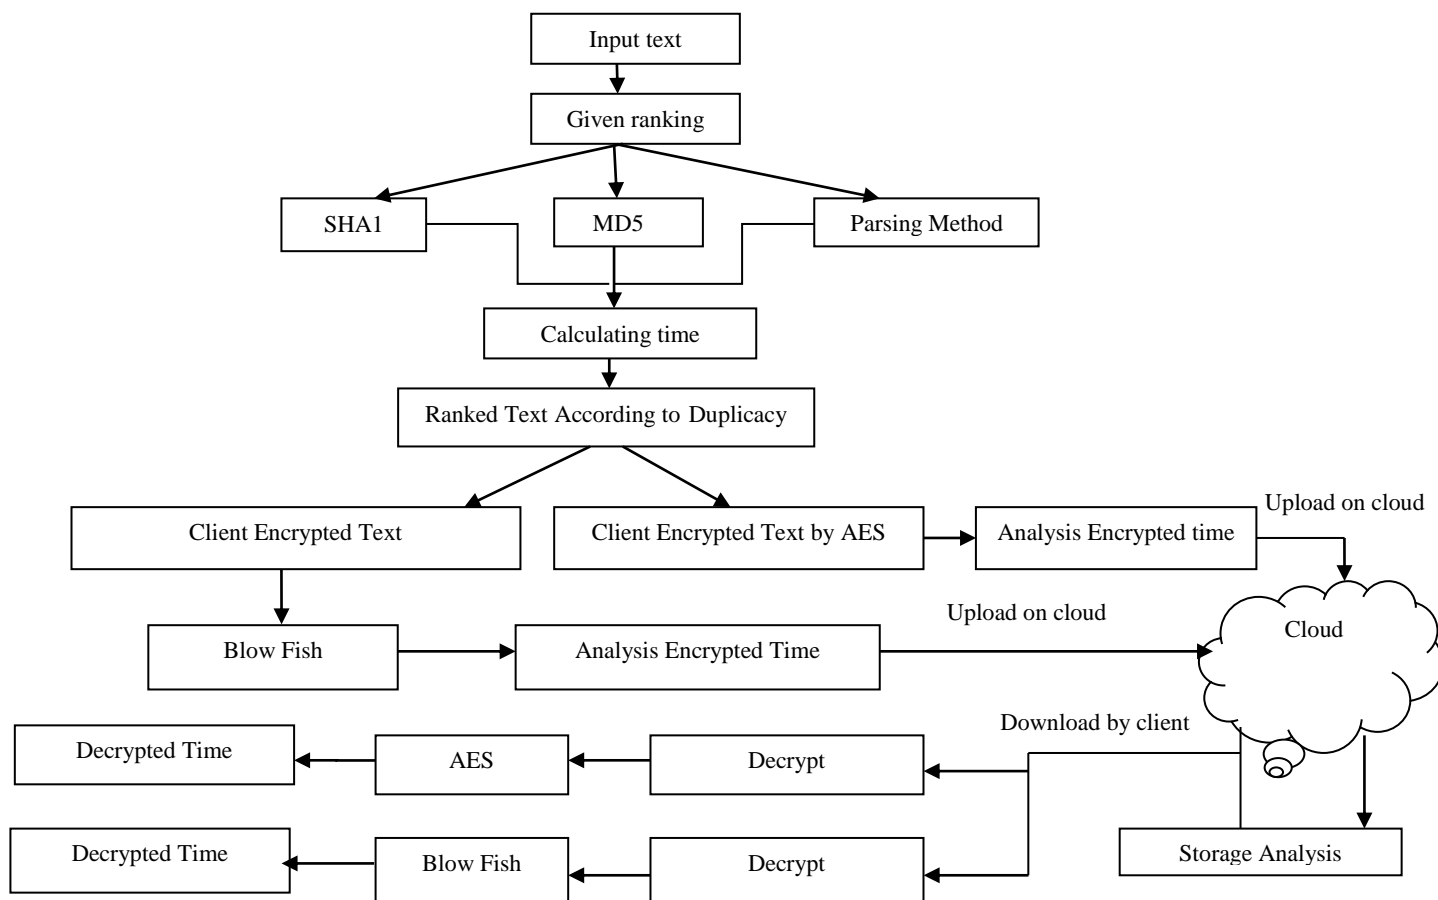 Input text
Given ranking
SHA1
MD5
Parsing Method
Calculating time
Ranked Text According to Duplicacy
Upload on cloud
Client Encrypted Text
Client Encrypted Text by AES
Analysis Encrypted time
Upload on cloud
Cloud
Blow Fish
Analysis Encrypted Time
Download by client
Decrypted Time
AES
Decrypt
Decrypted Time
Blow Fish
Decrypt
Storage Analysis